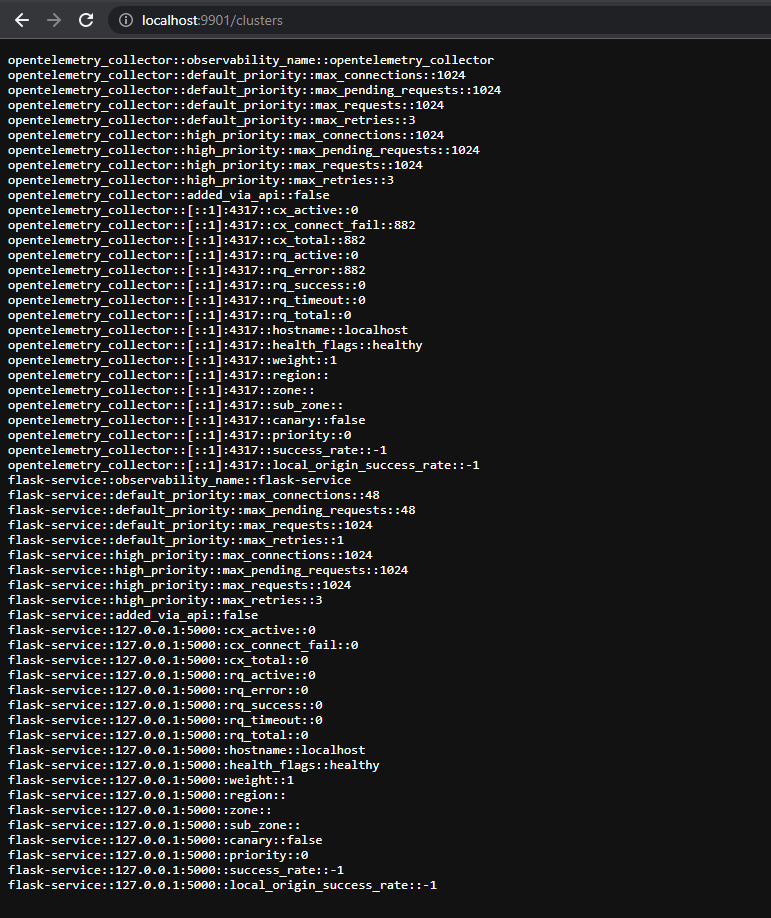 localhost:9901/clusters
opentelemetry_collector::observability_name::opentelemetry_collector
opentelemetry_collector::default_priority::max_connections::1024
opentelemetry_collector::default_priority::max_pending_requests::1024
opentelemetry_collector::default_priority::max_requests::1024
opentelemetry_collector::default_priority::max_retries::3
opentelemetry_collector::high_priority::max_connections::1024
opentelemetry_collector::high_priority::max_pending_requests::1024
opentelemetry_collector::high_priority::max_requests::1024
opentelemetry_collector::high_priority::max_retries::3
opentelemetry_collector::added_via_api::false
opentelemetry_collector::[::1]:4317::cx_active::0
opentelemetry_collector::[::1]:4317::cx_connect_fail::882
opentelemetry_collector::[::1]:4317::cx_total::882
opentelemetry_collector::[::1]:4317::rq_active::0
opentelemetry_collector::[::1]:4317::rq_error::882
opentelemetry_collector::[::1]:4317::rq_success::0
opentelemetry_collector::[::1]:4317::rq_timeout::0
opentelemetry_collector::[::1]:4317::rq_total::0
opentelemetry_collector::[::1]:4317::hostname::localhost
opentelemetry_collector::[::1]:4317::health_flags::healthy
opentelemetry_collector::[::1]:4317::weight::1
opentelemetry_collector::[::1]:4317::region::
opentelemetry_collector::[::1]:4317::zone::
opentelemetry_collector::[::1]:4317::sub_zone::
opentelemetry_collector::[::1]:4317::canary::false
opentelemetry_collector::[::1]:4317::priority::0
opentelemetry_collector::[::1]:4317::success_rate::-1
opentelemetry_collector::[::1]:4317::local_origin_success_rate::-1
flask-service::observability_name::flask-service
flask-service::default_priority::max_connections::48
flask-service::default_priority::max_pending_requests::48
flask-service::default_priority::max_requests::1024
flask-service::default_priority::max_retries::1
flask-service::high_priority::max_connections::1024
flask-service::high_priority::max_pending_requests::1024
flask-service::high_priority::max_requests::1024
flask-service::high_priority::max_retries::3
flask-service::added_via_api::false
flask-service::127.0.0.1:5000::cx_active::0
flask-service::127.0.0.1:5000::cx_connect_fail::0
flask-service::127.0.0.1:5000::cx_total::0
flask-service::127.0.0.1:5000::rq_active::0
flask-service::127.0.0.1:5000::rq_error::0
flask-service::127.0.0.1:5000::rq_success::0
flask-service::127.0.0.1:5000::rq_timeout::0
flask-service::127.0.0.1:5000::rq_total::0
flask-service::127.0.0.1:5000::hostname::localhost
flask-service::127.0.0.1:5000::health_flags::healthy
flask-service::127.0.0.1:5000::weight::1
flask-service::127.0.0.1:5000::region::
flask-service::127.0.0.1:5000::zone::
flask-service::127.0.0.1:5000::sub_zone::
flask-service::127.0.0.1:5000::canary::false
flask-service::127.0.0.1:5000::priority::0
flask-service::127.0.0.1:5000::success_rate::-1
flask-service::127.0.0.1:5000::local_origin_success_rate::-1